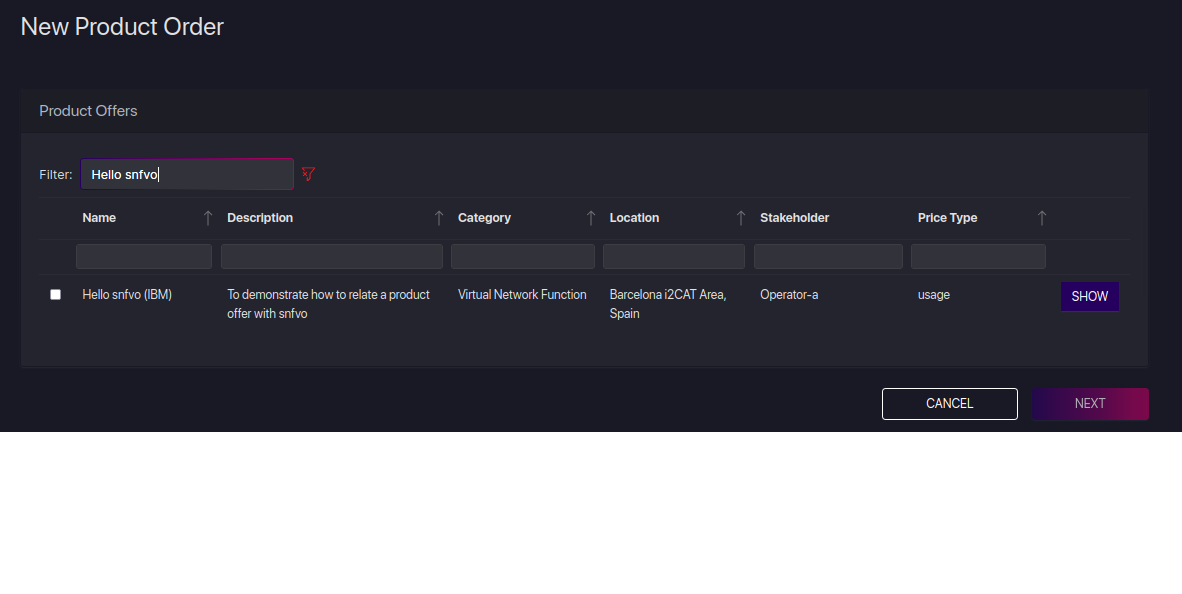 New Product Order
Product Offers
Filter: Hello snfvo
Name Description Category Location Stakeholder Price Type
Hello snfvo (IBM) To demonstrate how to relate a product Virtual Network Function Barcelona i2CAT Area, Operator-a usage SHOW
offer with snfvo Spain
CANCEL NEXT